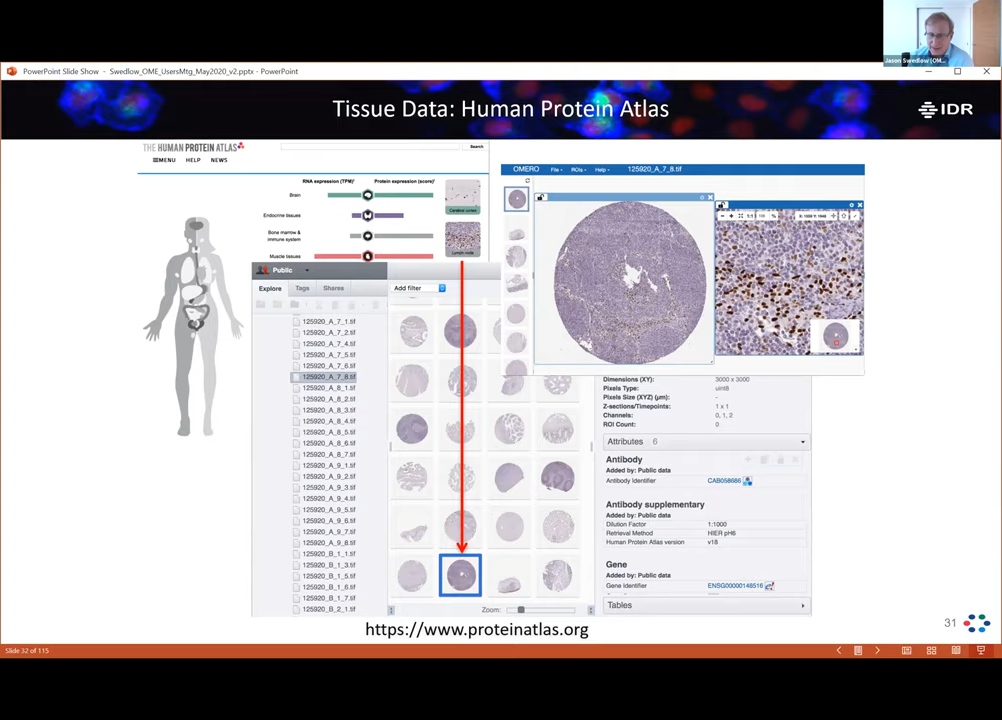 Jason Swedlow (OM...
PowerPoint Slide Show - Swedlow_OME_UsersMtg_May2020_v2.pptx - PowerPoint
Tissue Data: Human Protein Atlas
IDR
THE HUMAN PROTEIN ATLAS
Search
MENU HELP NEWS
RNA expression (TPM) Protein expression (score)
Brain
Endocrine tissues
Bone marrow & immune system
Muscle tissues
Cerebral cortex
Lymph node
OMERO File ROIs Help 125920_A_7_8.tif
Public
Explore Tags Shares
Add filter
125920_A_7_1.tif
125920_A_7_2.tif
125920_A_7_4.tif
125920_A_7_5.tif
125920_A_7_6.tif
125920_A_7_8.tif
125920_A_8_1.tif
125920_A_8_2.tif
125920_A_8_3.tif
125920_A_8_4.tif
125920_A_8_5.tif
125920_A_8_6.tif
125920_A_8_7.tif
125920_A_9_1.tif
125920_A_9_2.tif
125920_A_9_3.tif
125920_A_9_4.tif
125920_A_9_5.tif
125920_A_9_6.tif
125920_A_9_7.tif
125920_A_9_8.tif
125920_B_1_1.tif
125920_B_1_3.tif
125920_B_1_5.tif
125920_B_1_6.tif
125920_B_1_7.tif
125920_B_2_1.tif
Zoom:
Dimensions (XY): 3000 x 3000
Pixels Type: uint8
Pixels Size (XYZ) (µm): -
Z-sections/Timepoints: 1 x 1
Channels: 0, 1, 2
ROI Count: 0
Attributes 6
Antibody
Added by: Public data
Antibody Identifier CAB058686
Antibody supplementary
Added by: Public data
Dilution Factor 1:1000
Retrieval Method HIER pH6
Human Protein Atlas version v18
Gene
Added by: Public data
Gene Identifier ENSG00000148516
Tables
https://www.proteinatlas.org
31
Slide 32 of 115